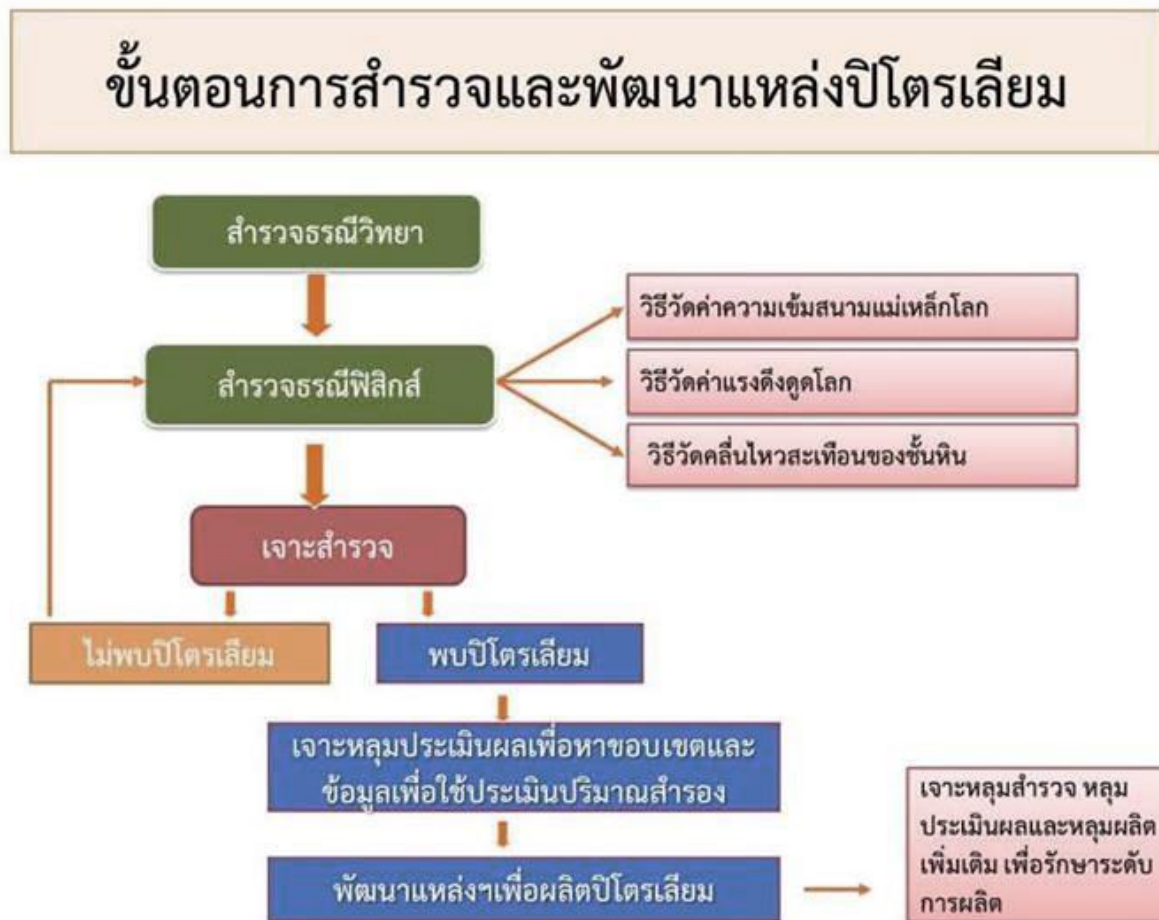 ขั้นตอนการสำรวจและพัฒนาแหล่งปิโตรเลียม
สำรวจธรณีวิทยา
สำรวจธรณีฟิสิกส์
วิธีวัดค่าความเข้มสนามแม่เหล็กโลก
วิธีวัดค่าแรงดึงดูดโลก
วิธีวัดคลื่นไหวสะเทือนของชั้นหิน
เจาะสำรวจ
ไม่พบปิโตรเลียม
พบปิโตรเลียม
เจาะหลุมประเมินผลเพื่อหาขอบเขตและ
ข้อมูลเพื่อใช้ประเมินปริมาณสำรอง
พัฒนาแหล่งฯเพื่อผลิตปิโตรเลียม
เจาะหลุมสำรวจ หลุม
ประเมินผลและหลุมผลิต
เพิ่มเติม เพื่อรักษาระดับ
การผลิต